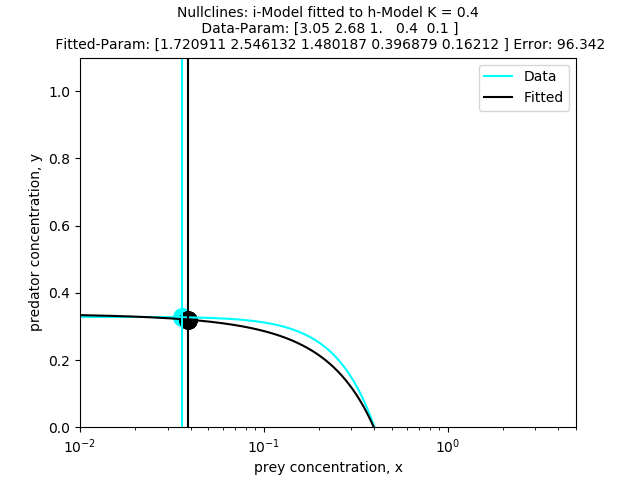 Nullclines: i-Model fitted to h-Model K = 0.4
Data-Param: [3.05 2.68 1.   0.4  0.1 ]
Fitted-Param: [1.720911 2.546132 1.480187 0.396879 0.16212 ] Error: 96.342
Data
Fitted
1.0
0.8
0.6
0.4
0.2
0.0
predator concentration, y
10⁻²
10⁻¹
10⁰
prey concentration, x